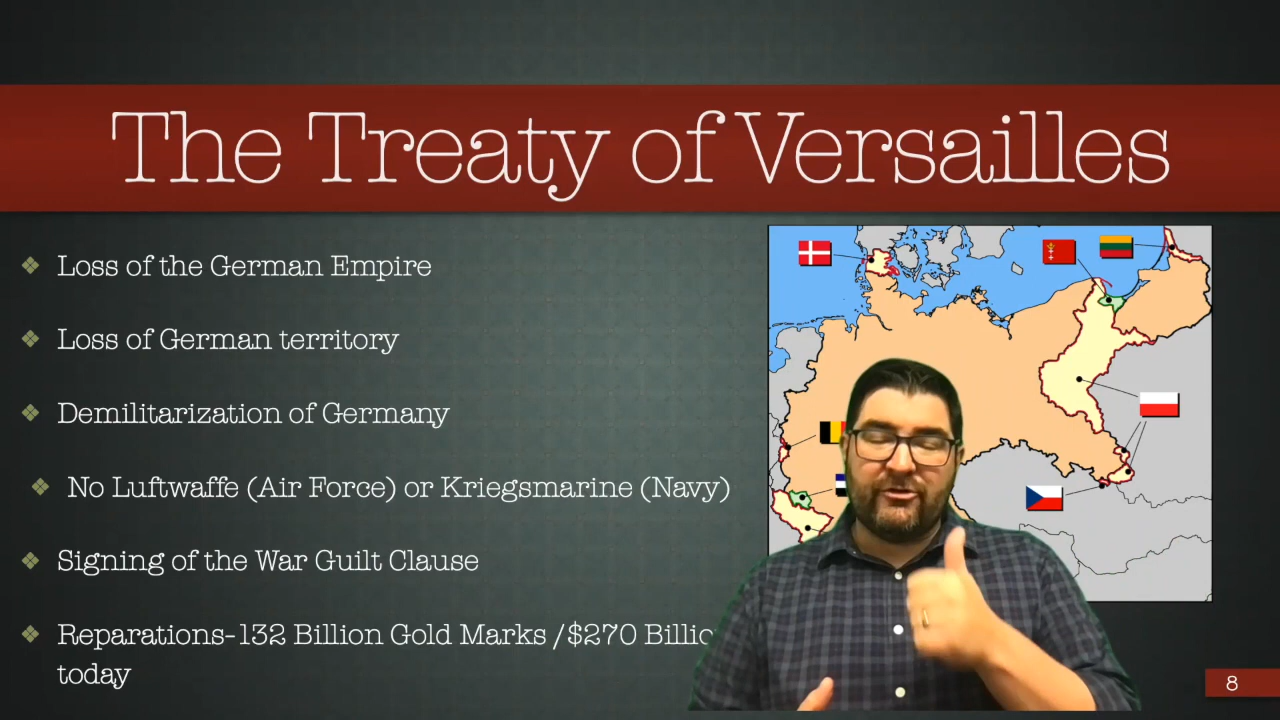 The Treaty of Versailles
Loss of the German Empire
Loss of German territory
Demilitarization of Germany
No Luftwaffe (Air Force) or Kriegsmarine (Navy)
Signing of the War Guilt Clause
Reparations-132 Billion Gold Marks /$270
today
8